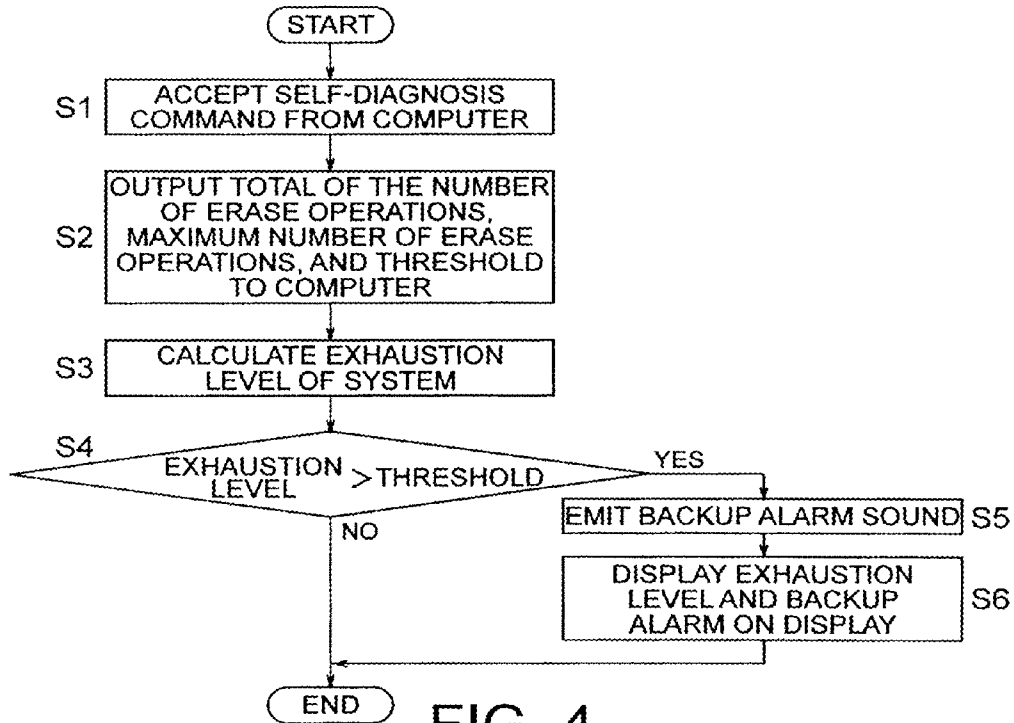 START
S1
ACCEPT SELF-DIAGNOSIS
COMMAND FROM COMPUTER
S2
OUTPUT TOTAL OF THE NUMBER
OF ERASE OPERATIONS,
MAXIMUM NUMBER OF ERASE
OPERATIONS, AND THRESHOLD
TO COMPUTER
S3
CALCULATE EXHAUSTION
LEVEL OF SYSTEM
S4
EXHAUSTION
LEVEL
> THRESHOLD
YES
NO
EMIT BACKUP ALARM SOUND
S5
DISPLAY EXHAUSTION
LEVEL AND BACKUP
ALARM ON DISPLAY
S6
END
FIG. 4